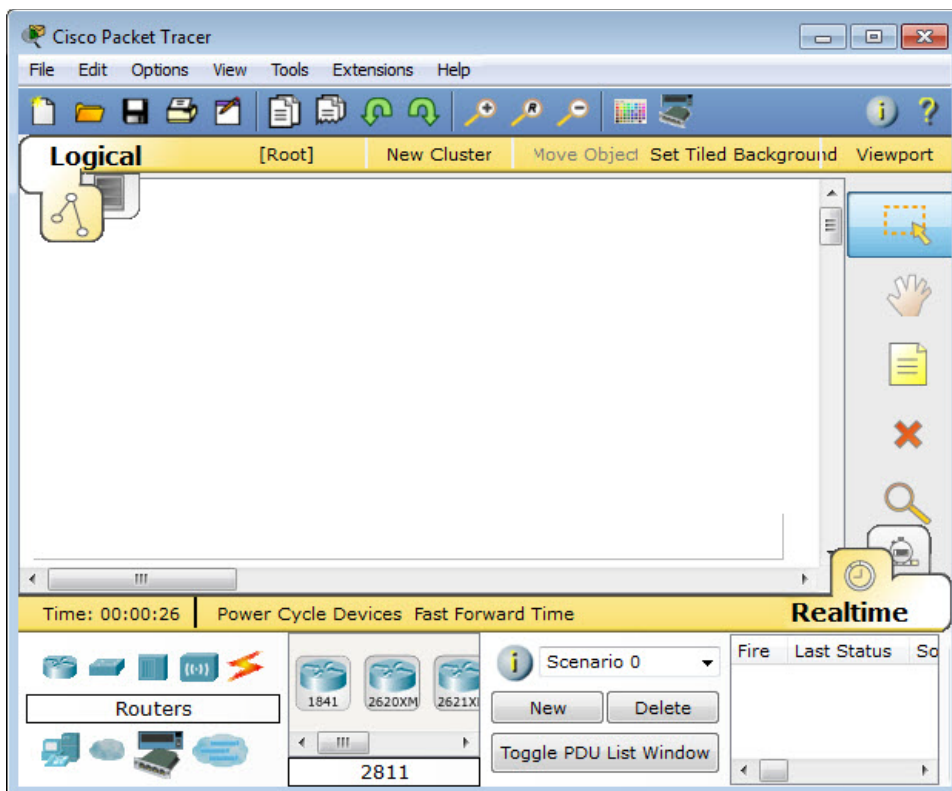 Cisco Packet Tracer
File Edit Options View Tools Extensions Help
R i ?
Logical [Root] New Cluster Move Object Set Tiled Background Viewport
Time: 00:00:26 Power Cycle Devices Fast Forward Time Realtime
i Scenario 0 Fire Last Status So
1841 2620XM 2621X
Routers New Delete
Toggle PDU List Window
2811